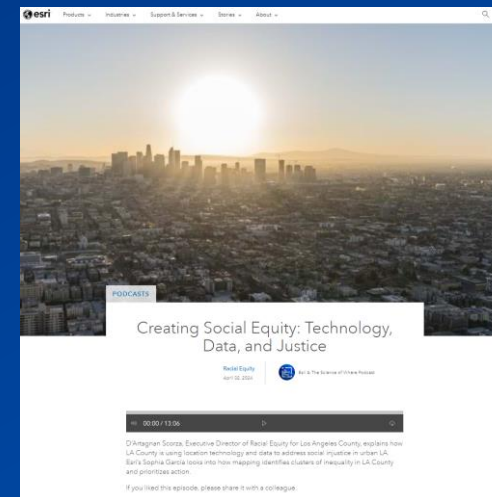 esri Products Industries Support & Services Stories About
PODCASTS
Creating Social Equity: Technology,
Data, and Justice
Racial Equity
Esri & The Science of Where Podcast
00:00 / 13:06
D'Artagnan Scorza, Executive Director of Racial Equity for Los Angeles County, explains how
LA County is using location technology and data to address social injustice in urban LA.
Esri's Sophia Garcia looks into how mapping identifies clusters of inequality in LA County
and prioritizes action.
If you liked this episode, please share it with a colleague.